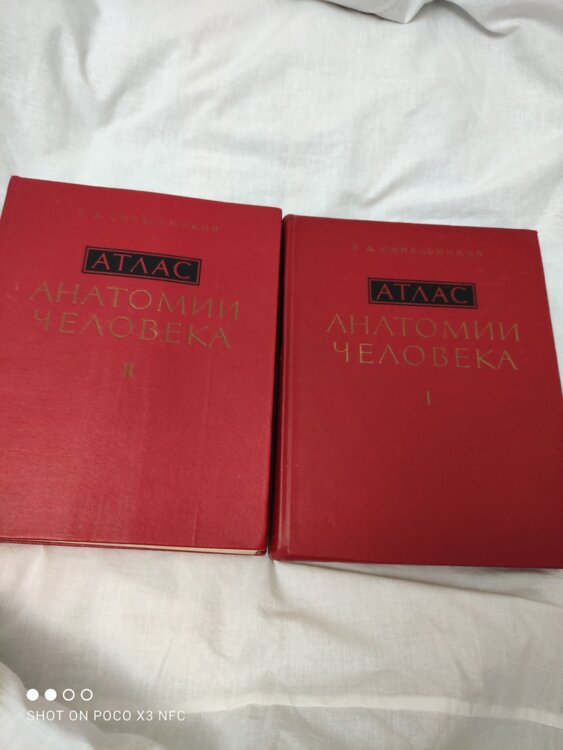 Р. Д. СИНЕЛЬНИКОВ
АТЛАС
АНАТОМИИ
ЧЕЛОВЕКА
II
Р. Д. СИНЕЛЬНИКОВ
АТЛАС
АНАТОМИИ
ЧЕЛОВЕКА
I
SHOT ON POCO X3 NFC